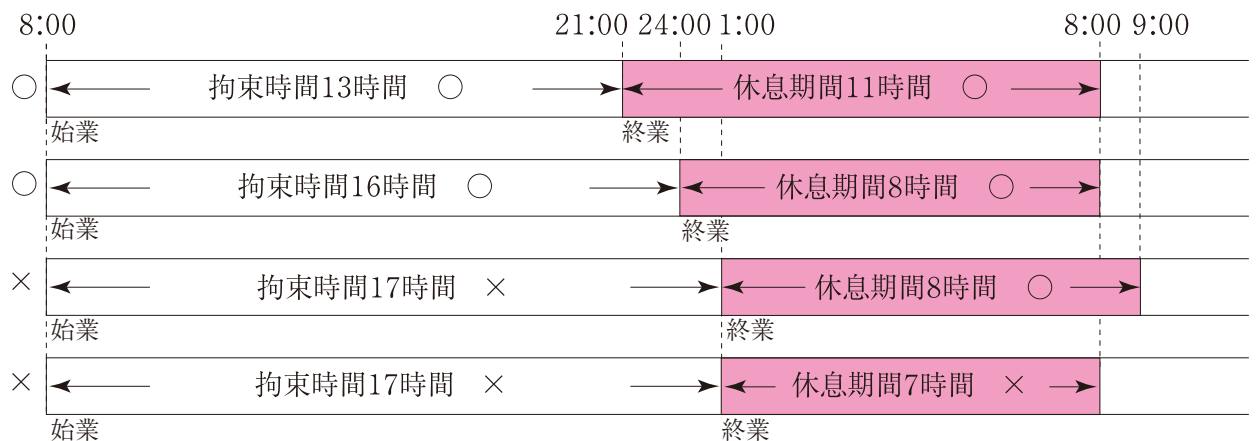 8:00 21:00 24:00 1:00 8:00 9:00
○ 拘束時間13時間 ○ 休息期間11時間 ○
始業 終業
○ 拘束時間16時間 ○ 休息期間8時間 ○
始業 終業
× 拘束時間17時間 × 休息期間8時間 ○
始業 終業
× 拘束時間17時間 × 休息期間7時間 ×
始業 終業